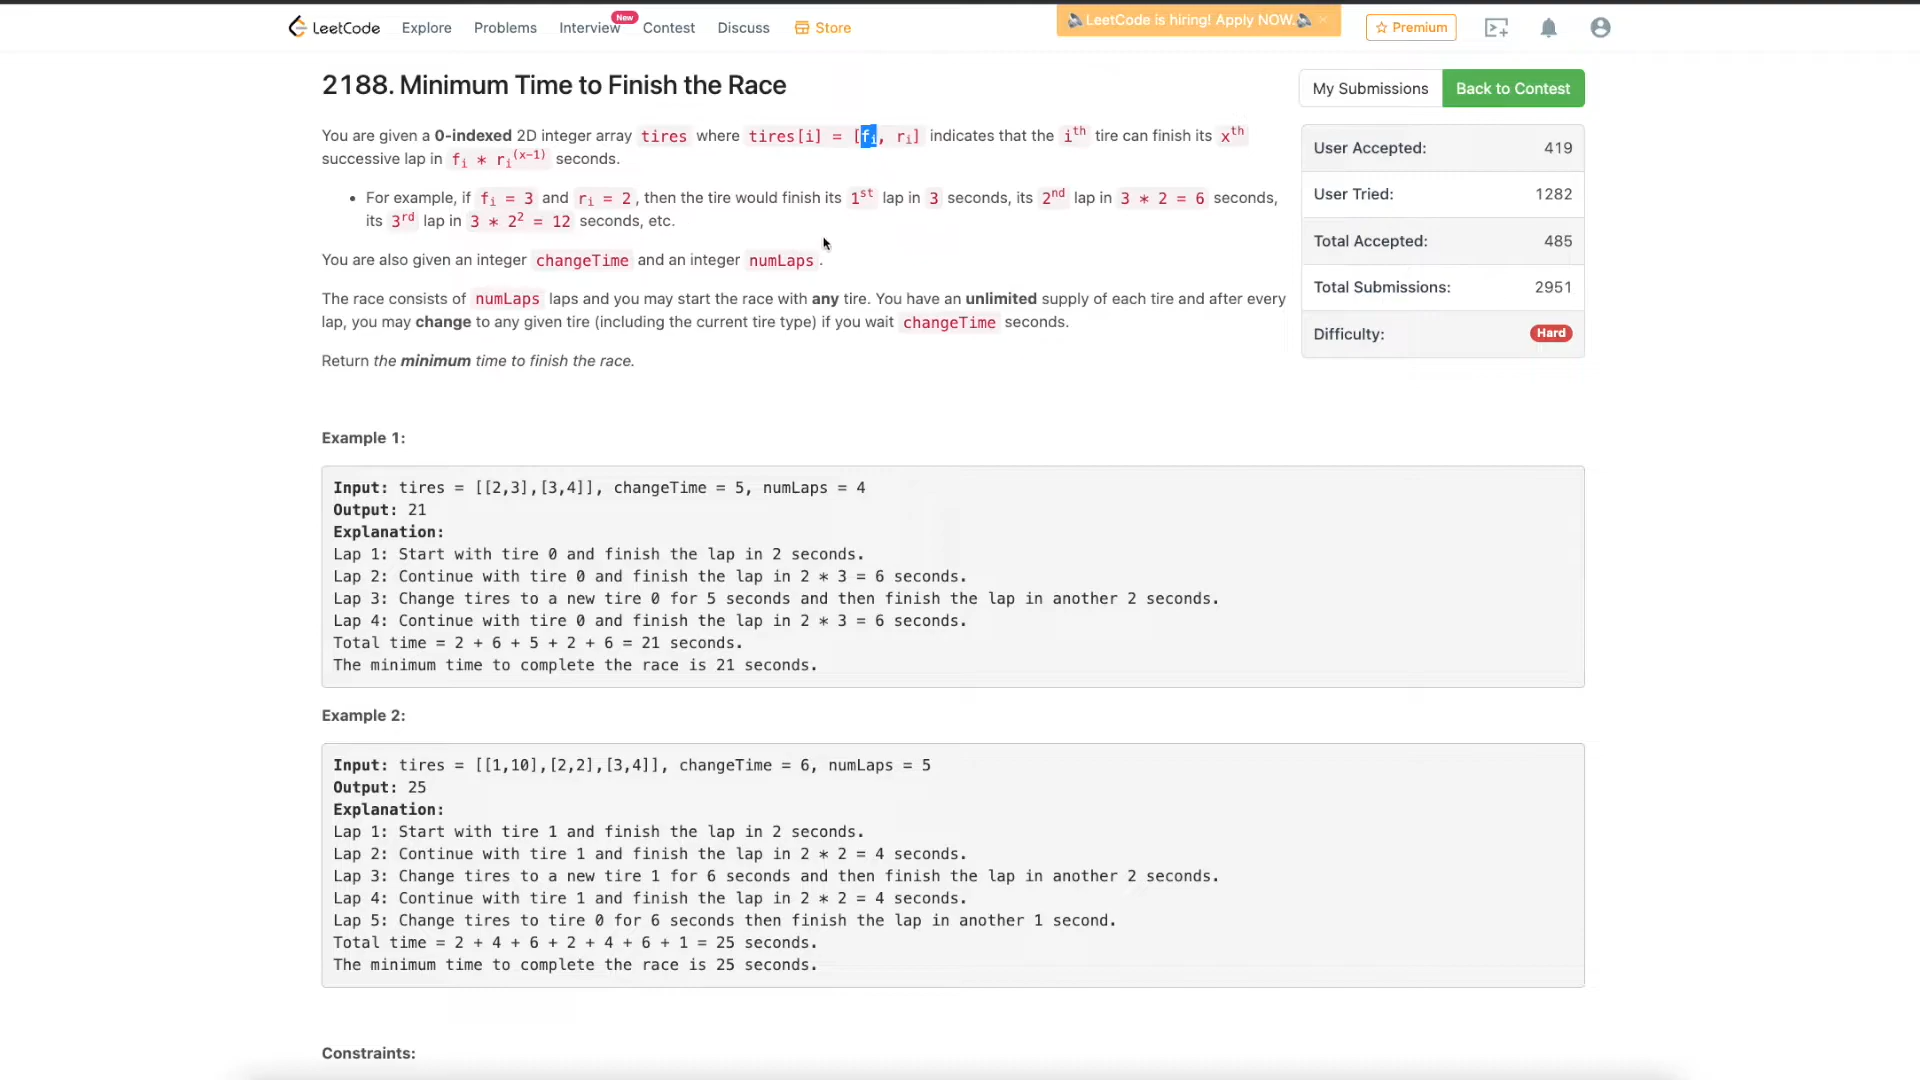 LeetCode Explore Problems Interview New Contest Discuss Store 🔈LeetCode is hiring! Apply NOW.🔈 × Premium
2188. Minimum Time to Finish the Race
My Submissions Back to Contest
You are given a 0-indexed 2D integer array tires where tires[i] = [fi, ri] indicates that the ith tire can finish its xth
successive lap in fi * ri(x-1) seconds.
• For example, if fi = 3 and ri = 2, then the tire would finish its 1st lap in 3 seconds, its 2nd lap in 3 * 2 = 6 seconds,
its 3rd lap in 3 * 2² = 12 seconds, etc.
You are also given an integer changeTime and an integer numLaps.
The race consists of numLaps laps and you may start the race with any tire. You have an unlimited supply of each tire and after every
lap, you may change to any given tire (including the current tire type) if you wait changeTime seconds.
Return the minimum time to finish the race.
User Accepted: 419
User Tried: 1282
Total Accepted: 485
Total Submissions: 2951
Difficulty: Hard
Example 1:
Input: tires = [[2,3],[3,4]], changeTime = 5, numLaps = 4
Output: 21
Explanation:
Lap 1: Start with tire 0 and finish the lap in 2 seconds.
Lap 2: Continue with tire 0 and finish the lap in 2 * 3 = 6 seconds.
Lap 3: Change tires to a new tire 0 for 5 seconds and then finish the lap in another 2 seconds.
Lap 4: Continue with tire 0 and finish the lap in 2 * 3 = 6 seconds.
Total time = 2 + 6 + 5 + 2 + 6 = 21 seconds.
The minimum time to complete the race is 21 seconds.
Example 2:
Input: tires = [[1,10],[2,2],[3,4]], changeTime = 6, numLaps = 5
Output: 25
Explanation:
Lap 1: Start with tire 1 and finish the lap in 2 seconds.
Lap 2: Continue with tire 1 and finish the lap in 2 * 2 = 4 seconds.
Lap 3: Change tires to a new tire 1 for 6 seconds and then finish the lap in another 2 seconds.
Lap 4: Continue with tire 1 and finish the lap in 2 * 2 = 4 seconds.
Lap 5: Change tires to tire 0 for 6 seconds then finish the lap in another 1 second.
Total time = 2 + 4 + 6 + 2 + 4 + 6 + 1 = 25 seconds.
The minimum time to complete the race is 25 seconds.
Constraints: